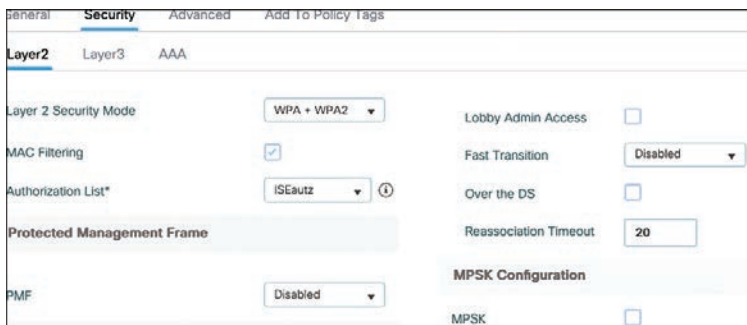 General Security Advanced Add To Policy Tags
Layer2 Layer3 AAA
Layer 2 Security Mode WPA + WPA2
MAC Filtering
Authorization List* ISEautz
Protected Management Frame
PMF Disabled
Lobby Admin Access
Fast Transition Disabled
Over the DS
Reassociation Timeout 20
MPSK Configuration
MPSK